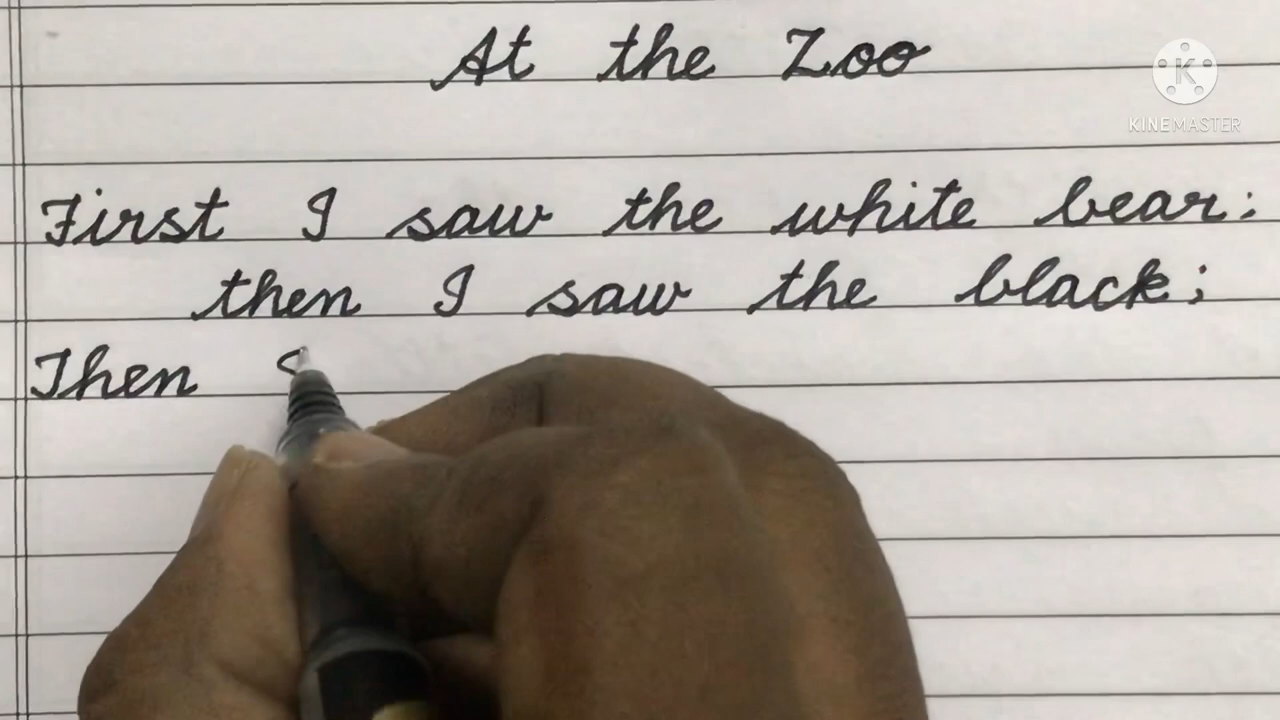 At the Zoo
KINEMASTER
First I saw the white bear:
then I saw the black;
Then